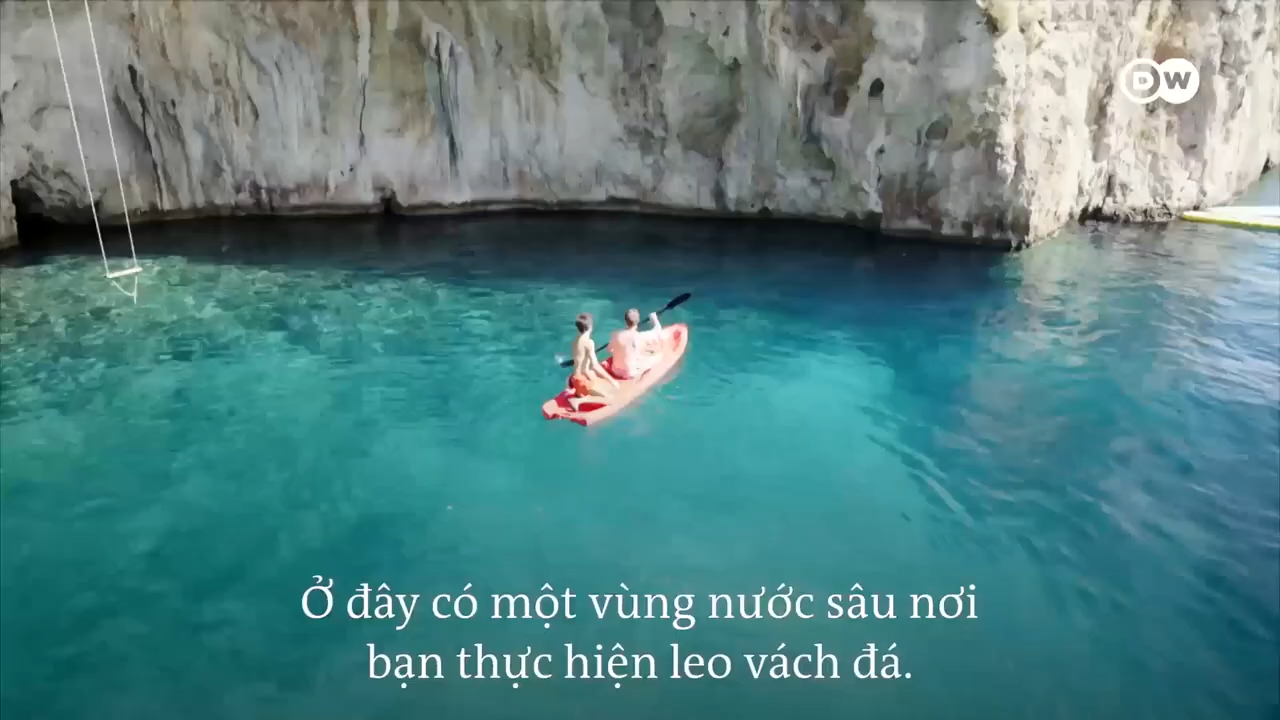 DW
Ở đây có một vùng nước sâu nơi
bạn thực hiện leo vách đá.